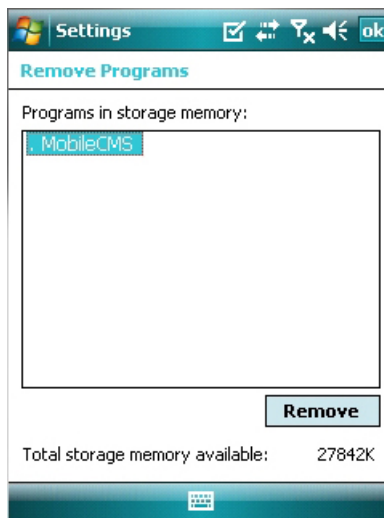 Settings ok
Remove Programs
Programs in storage memory:
. MobileCMS
Remove
Total storage memory available: 27842K